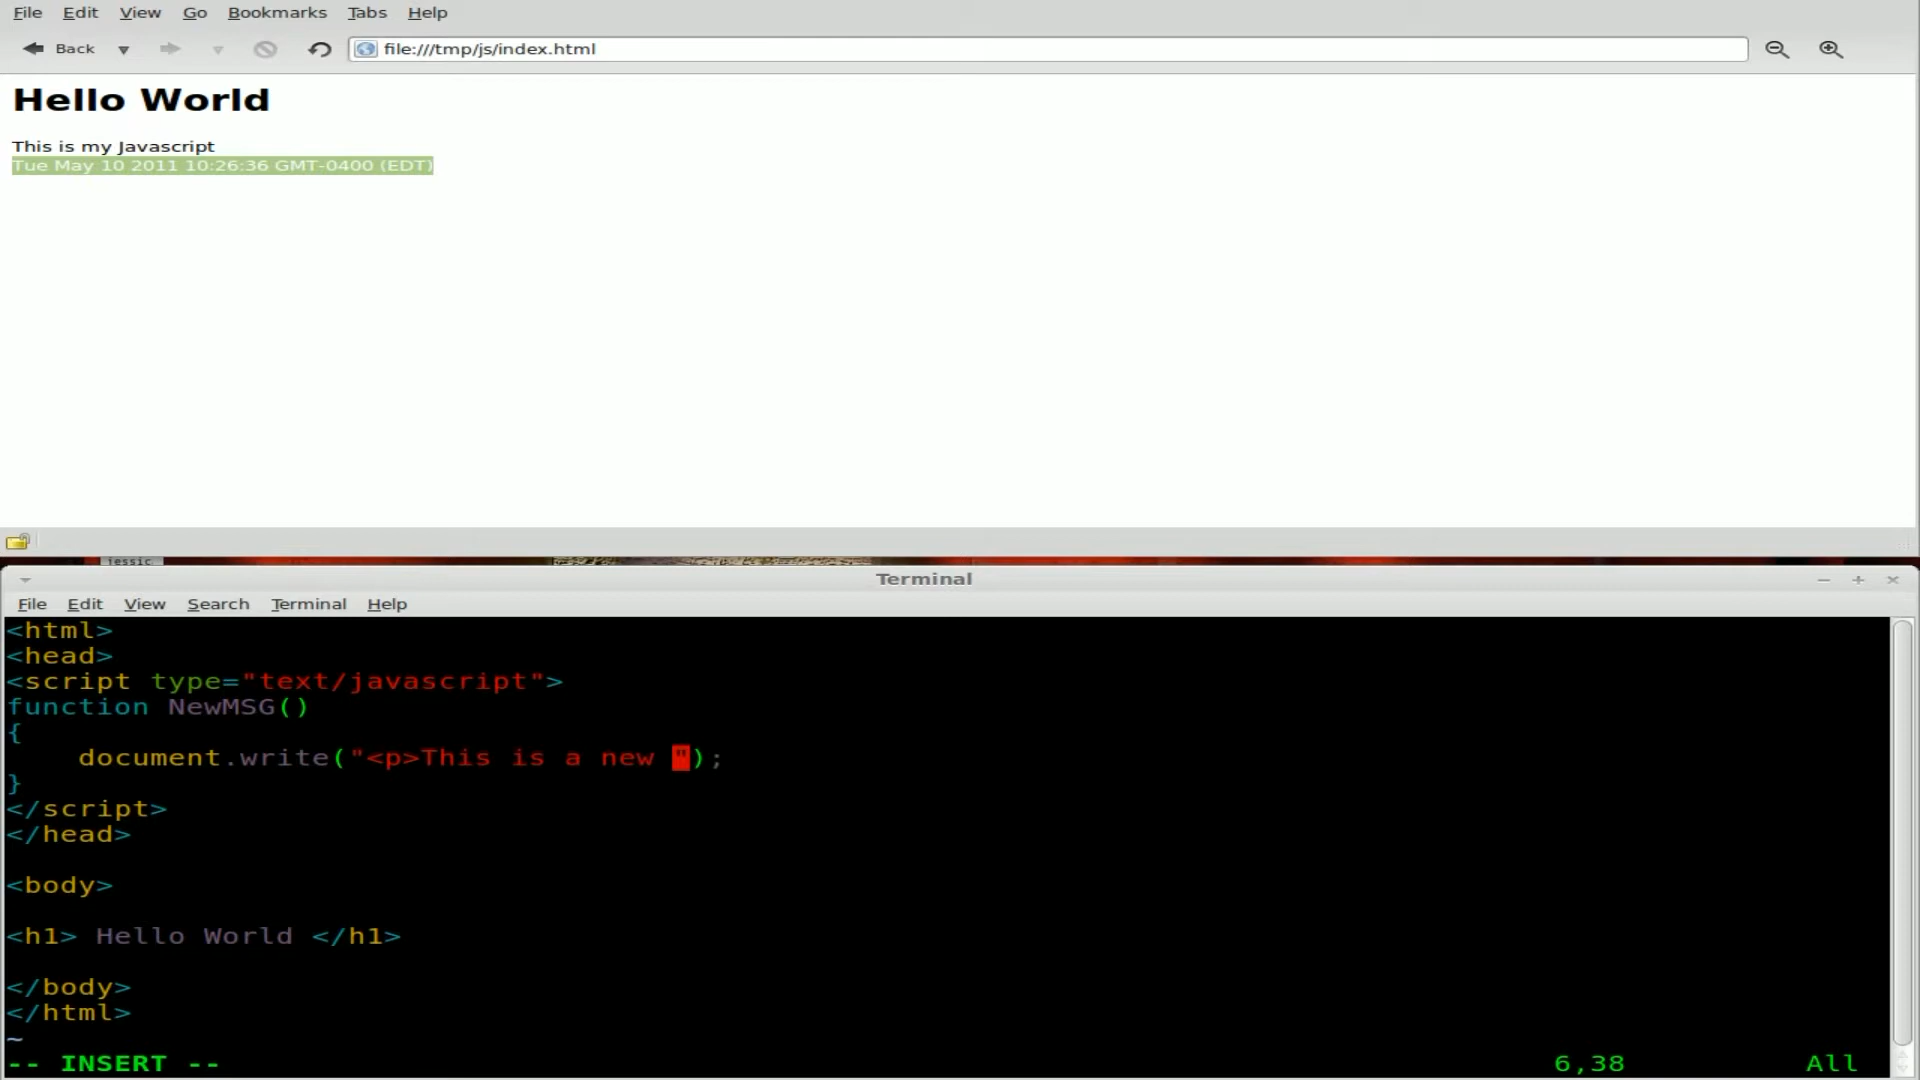 File Edit View Go Bookmarks Tabs Help
Back file:///tmp/js/index.html
Hello World
This is my Javascript
Tue May 10 2011 10:26:36 GMT-0400 (EDT)
jessic
Terminal
File Edit View Search Terminal Help
<html>
<head>
<script type="text/javascript">
function NewMSG()
{
    document.write("<p>This is a new ");
}
</script>
</head>
<body>
<h1> Hello World </h1>
</body>
</html>
~
-- INSERT -- 6,38 All